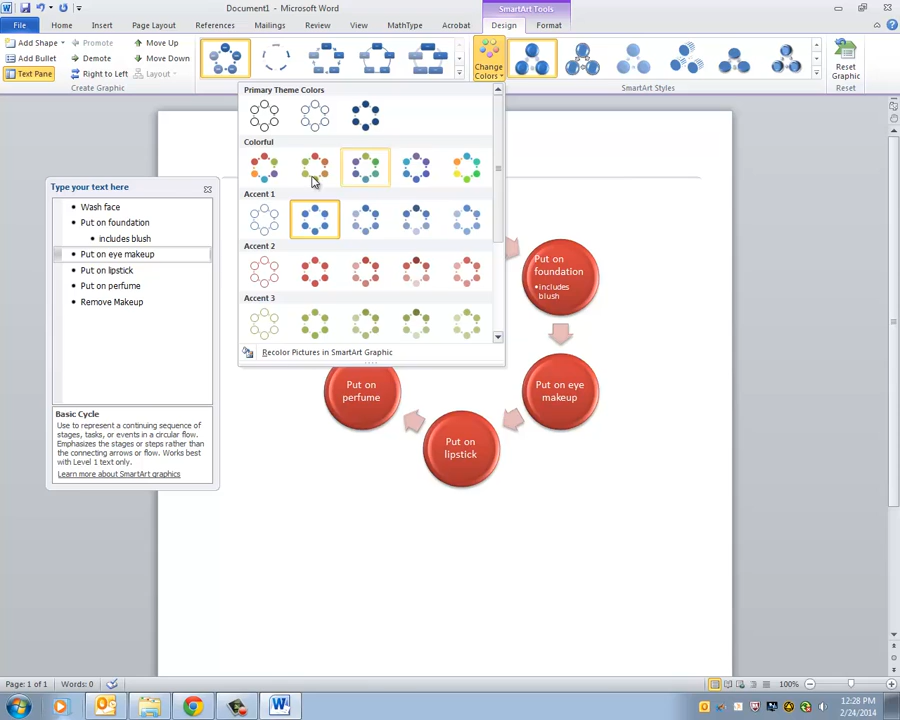 Document1 - Microsoft Word
SmartArt Tools
File
Home
Insert
Page Layout
References
Mailings
Review
View
MathType
Acrobat
Design
Format
Add Shape
Promote
Move Up
Add Bullet
Demote
Move Down
Text Pane
Right to Left
Layout
Create Graphic
Change
Colors
SmartArt Styles
Reset
Graphic
Reset
Primary Theme Colors
Colorful
Accent 1
Accent 2
Accent 3
Recolor Pictures in SmartArt Graphic
Type your text here
• Wash face
• Put on foundation
• includes blush
• Put on eye makeup
• Put on lipstick
• Put on perfume
• Remove Makeup
Basic Cycle
Use to represent a continuing sequence of
stages, tasks, or events in a circular flow.
Emphasizes the stages or steps rather than
the connecting arrows or flow. Works best
with Level 1 text only.
Learn more about SmartArt graphics
Put on
foundation
•includes
blush
Put on eye
makeup
Put on
lipstick
Put on
perfume
Page: 1 of 1
Words: 0
100%
12:28 PM
2/24/2014